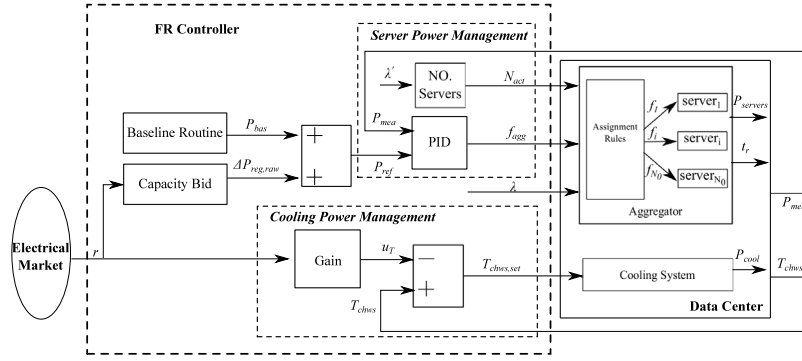 FR Controller
Server Power Management
λ'
NO.
Servers
N_act
P_mea
PID
f_agg
P_ref
λ
Baseline Routine
P_bas
Capacity Bid
ΔP_reg,raw
+
+
Electrical
Market
r
Cooling Power Management
Gain
u_T
−
+
T_chws
T_chws,set
Assignment
Rules
f_1
f_i
f_N0
server_1
server_i
server_N0
Aggregator
P_servers
t_r
Cooling System
P_cool
Data Center
P_mea
T_chws